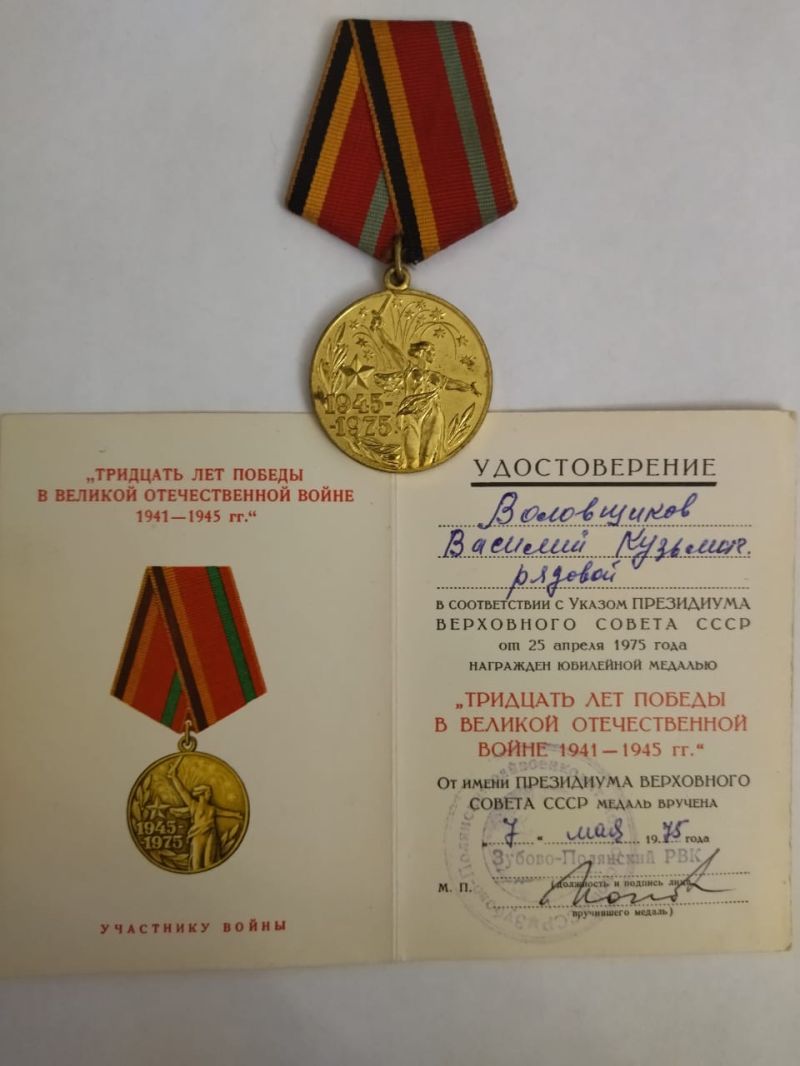 1945-
-1975
„ТРИДЦАТЬ ЛЕТ ПОБЕДЫ
В ВЕЛИКОЙ ОТЕЧЕСТВЕННОЙ ВОЙНЕ
1941—1945 гг.“
1945-
-1975
УЧАСТНИКУ ВОЙНЫ
УДОСТОВЕРЕНИЕ
Воловщиков
Василий Кузьмич.
рядовой
В СООТВЕТСТВИИ С УКАЗОМ ПРЕЗИДИУМА
ВЕРХОВНОГО СОВЕТА СССР
от 25 апреля 1975 года
НАГРАЖДЕН ЮБИЛЕЙНОЙ МЕДАЛЬЮ
„ТРИДЦАТЬ ЛЕТ ПОБЕДЫ
В ВЕЛИКОЙ ОТЕЧЕСТВЕННОЙ
ВОЙНЕ 1941—1945 гг.“
ОТ ИМЕНИ ПРЕЗИДИУМА ВЕРХОВНОГО
СОВЕТА СССР МЕДАЛЬ ВРУЧЕНА
„7“ мая 1975 года
Зубово-Полянский РВК
М. П.
(должность и подпись лица,
вручившего медаль)